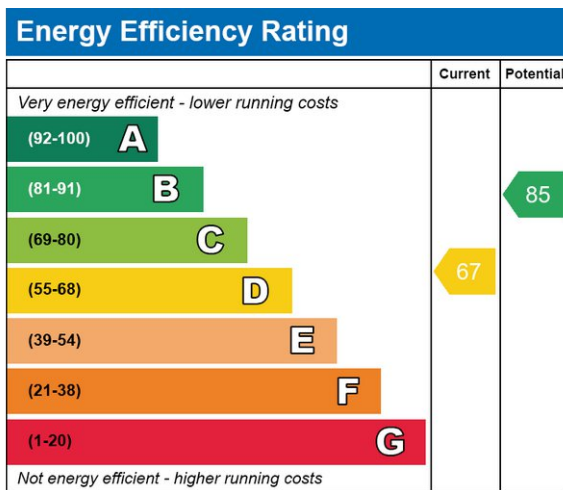 Energy Efficiency Rating
Current Potential
Very energy efficient - lower running costs
(92-100) A
(81-91) B
85
(69-80) C
67
(55-68) D
(39-54) E
(21-38) F
(1-20) G
Not energy efficient - higher running costs